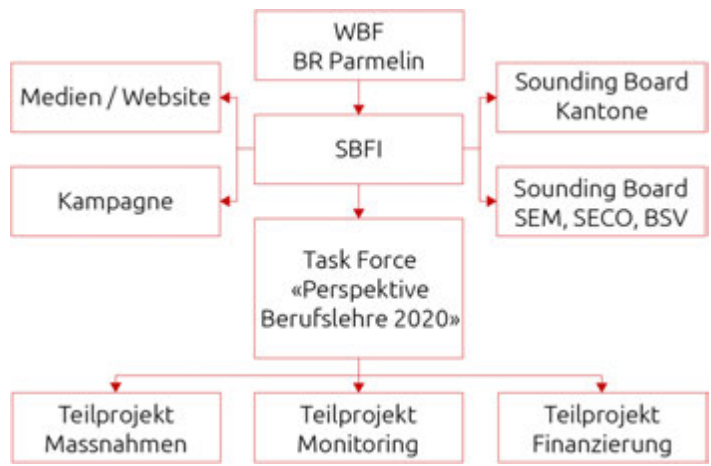 WBF
BR Parmelin
Medien / Website
SBFI
Sounding Board
Kantone
Kampagne
Sounding Board
SEM, SECO, BSV
Task Force
«Perspektive
Berufslehre 2020»
Teilprojekt
Massnahmen
Teilprojekt
Monitoring
Teilprojekt
Finanzierung